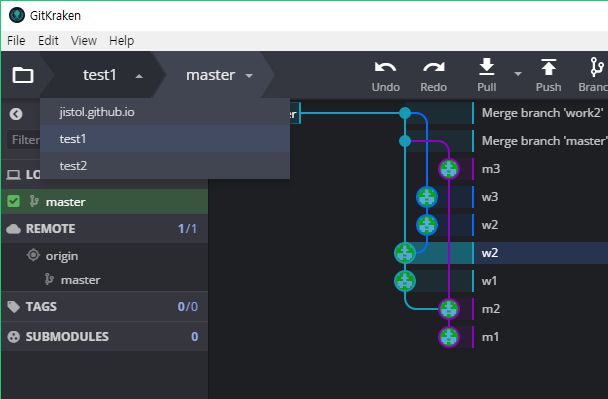 GitKraken
File Edit View Help
test1 master
Undo Redo Pull Push Branc
jistol.github.io
test1
test2
Filter
LO
master
REMOTE 1/1
origin
master
TAGS 0/0
SUBMODULES 0
er
Merge branch 'work2'
Merge branch 'master'
m3
w3
w2
w2
w1
m2
m1